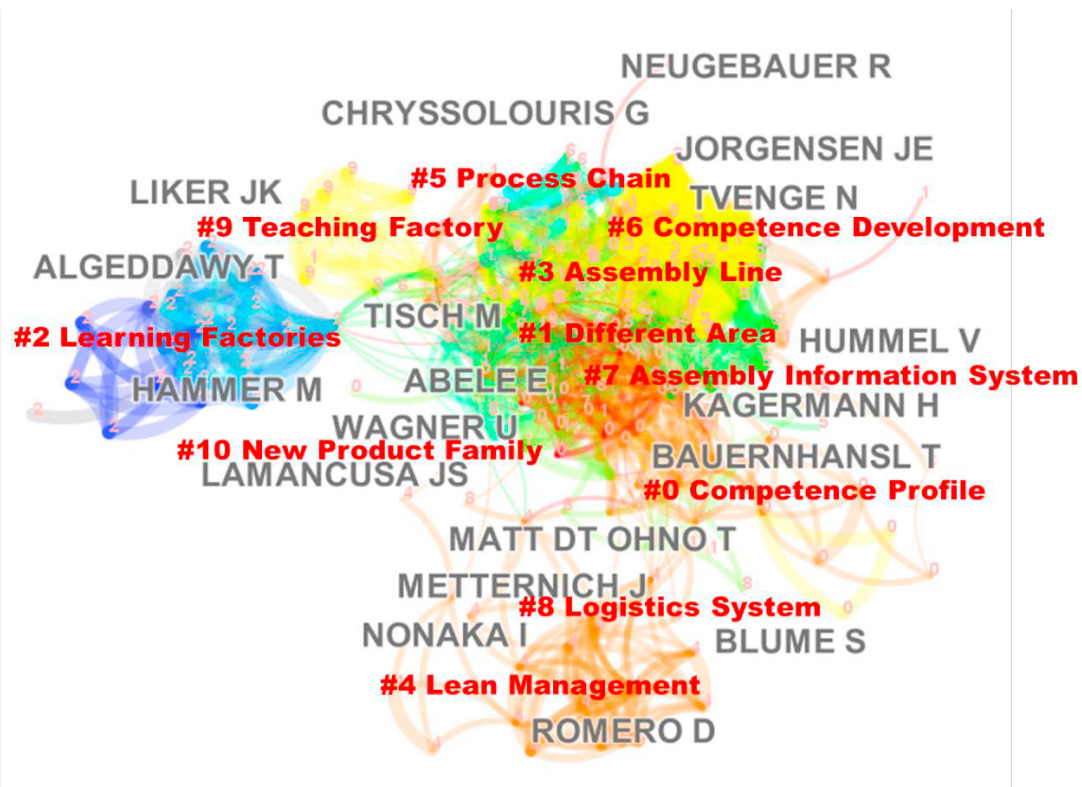 NEUGEBAUER R
CHRYSSOLOURIS G
JORGENSEN JE
#5 Process Chain
LIKER JK
TVENGE N
#9 Teaching Factory
#6 Competence Development
ALGEDDAWY T
#3 Assembly Line
TISCH M
#2 Learning Factories
#1 Different Area
HUMMEL V
HAMMER M
ABELE E
#7 Assembly Information System
KAGERMANN H
WAGNER U
#10 New Product Family
BAUERNHANSL T
LAMANCUSA JS
#0 Competence Profile
MATT DT OHNO T
METTERNICH J
#8 Logistics System
NONAKA I
BLUME S
#4 Lean Management
ROMERO D